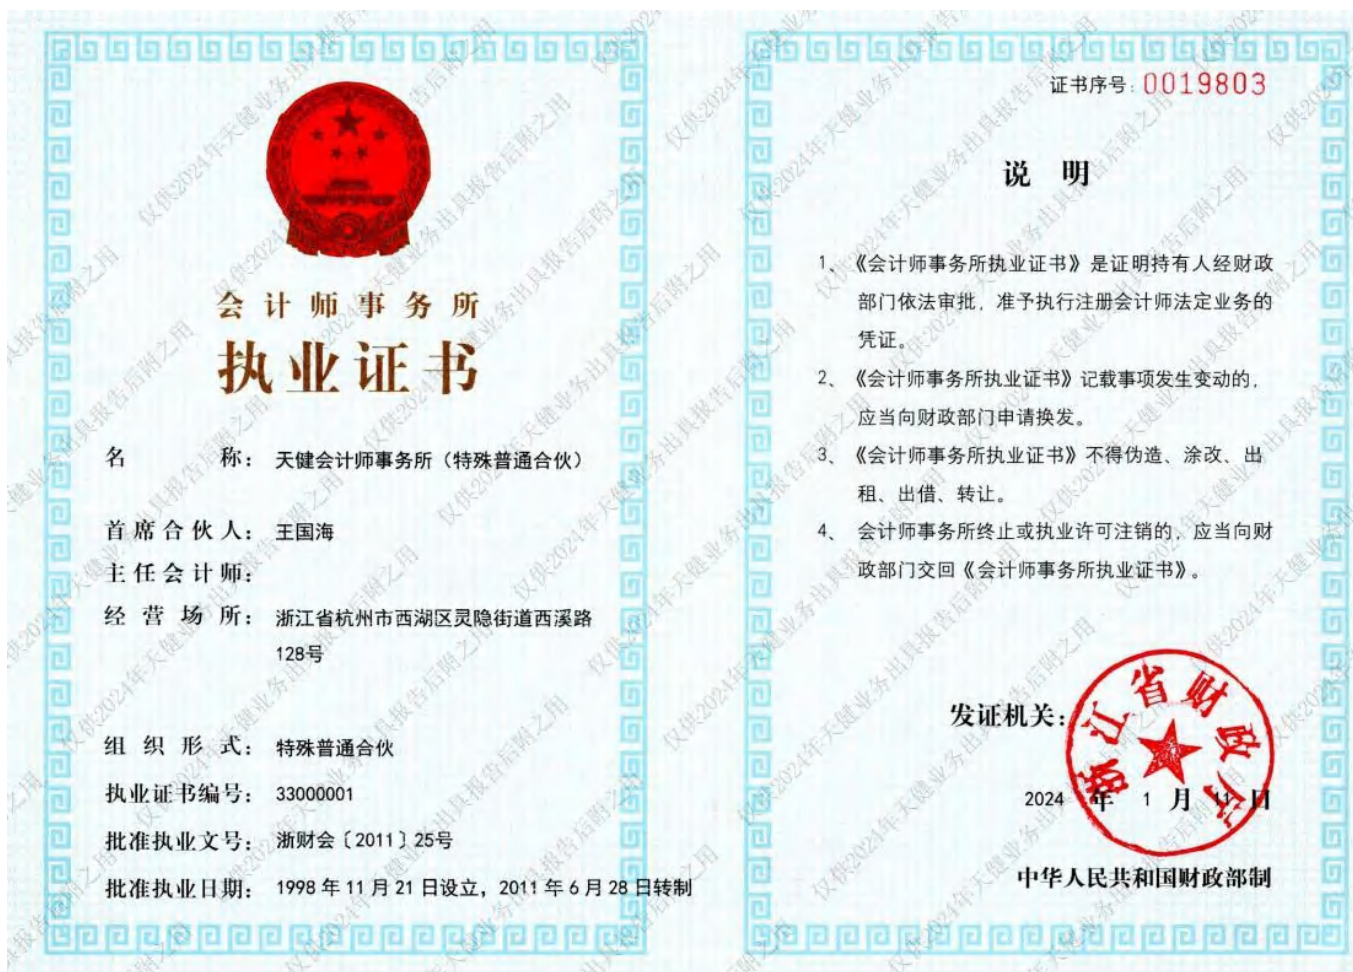 会计师事务所
执业证书
名称：天健会计师事务所（特殊普通合伙）
首席合伙人：王国海
主任会计师：
经营场所：浙江省杭州市西湖区灵隐街道西溪路
128号
组织形式：特殊普通合伙
执业证书编号：33000001
批准执业文号：浙财会〔2011〕25号
批准执业日期：1998年11月21日设立，2011年6月28日转制
证书序号：0019803
说明
1、《会计师事务所执业证书》是证明持有人经财政
部门依法审批，准予执行注册会计师法定业务的
凭证。
2、《会计师事务所执业证书》记载事项发生变动的，
应当向财政部门申请换发。
3、《会计师事务所执业证书》不得伪造、涂改、出
租、出借、转让。
4、会计师事务所终止或执业许可注销的，应当向财
政部门交回《会计师事务所执业证书》。
发证机关：
浙江省财政厅
2024年1月11日
中华人民共和国财政部制
仅供2024年天健业务出具报告后附之用